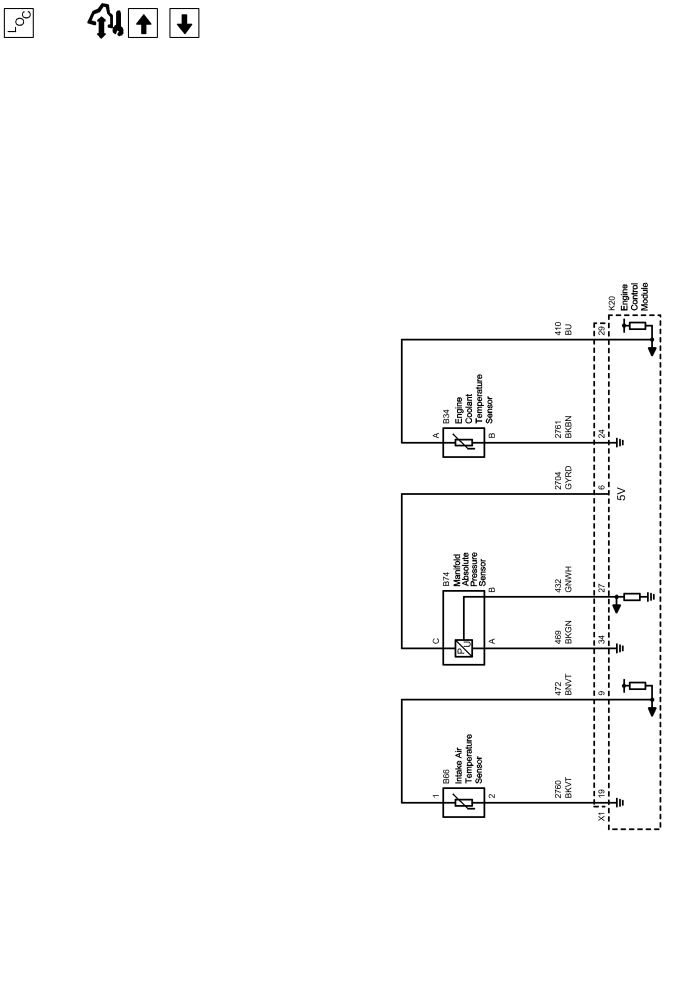 LOC
K20
Engine
Control
Module
410
BU
29
A
B34
Engine
Coolant
Temperature
Sensor
B
2761
BKBN
24
2704
GYRD
6
5V
C
B74
Manifold
Absolute
Pressure
Sensor
P
U
B
A
432
GNWH
27
469
BKGN
34
472
BNVT
9
1
B66
Intake Air
Temperature
Sensor
2
2760
BKVT
19
X1